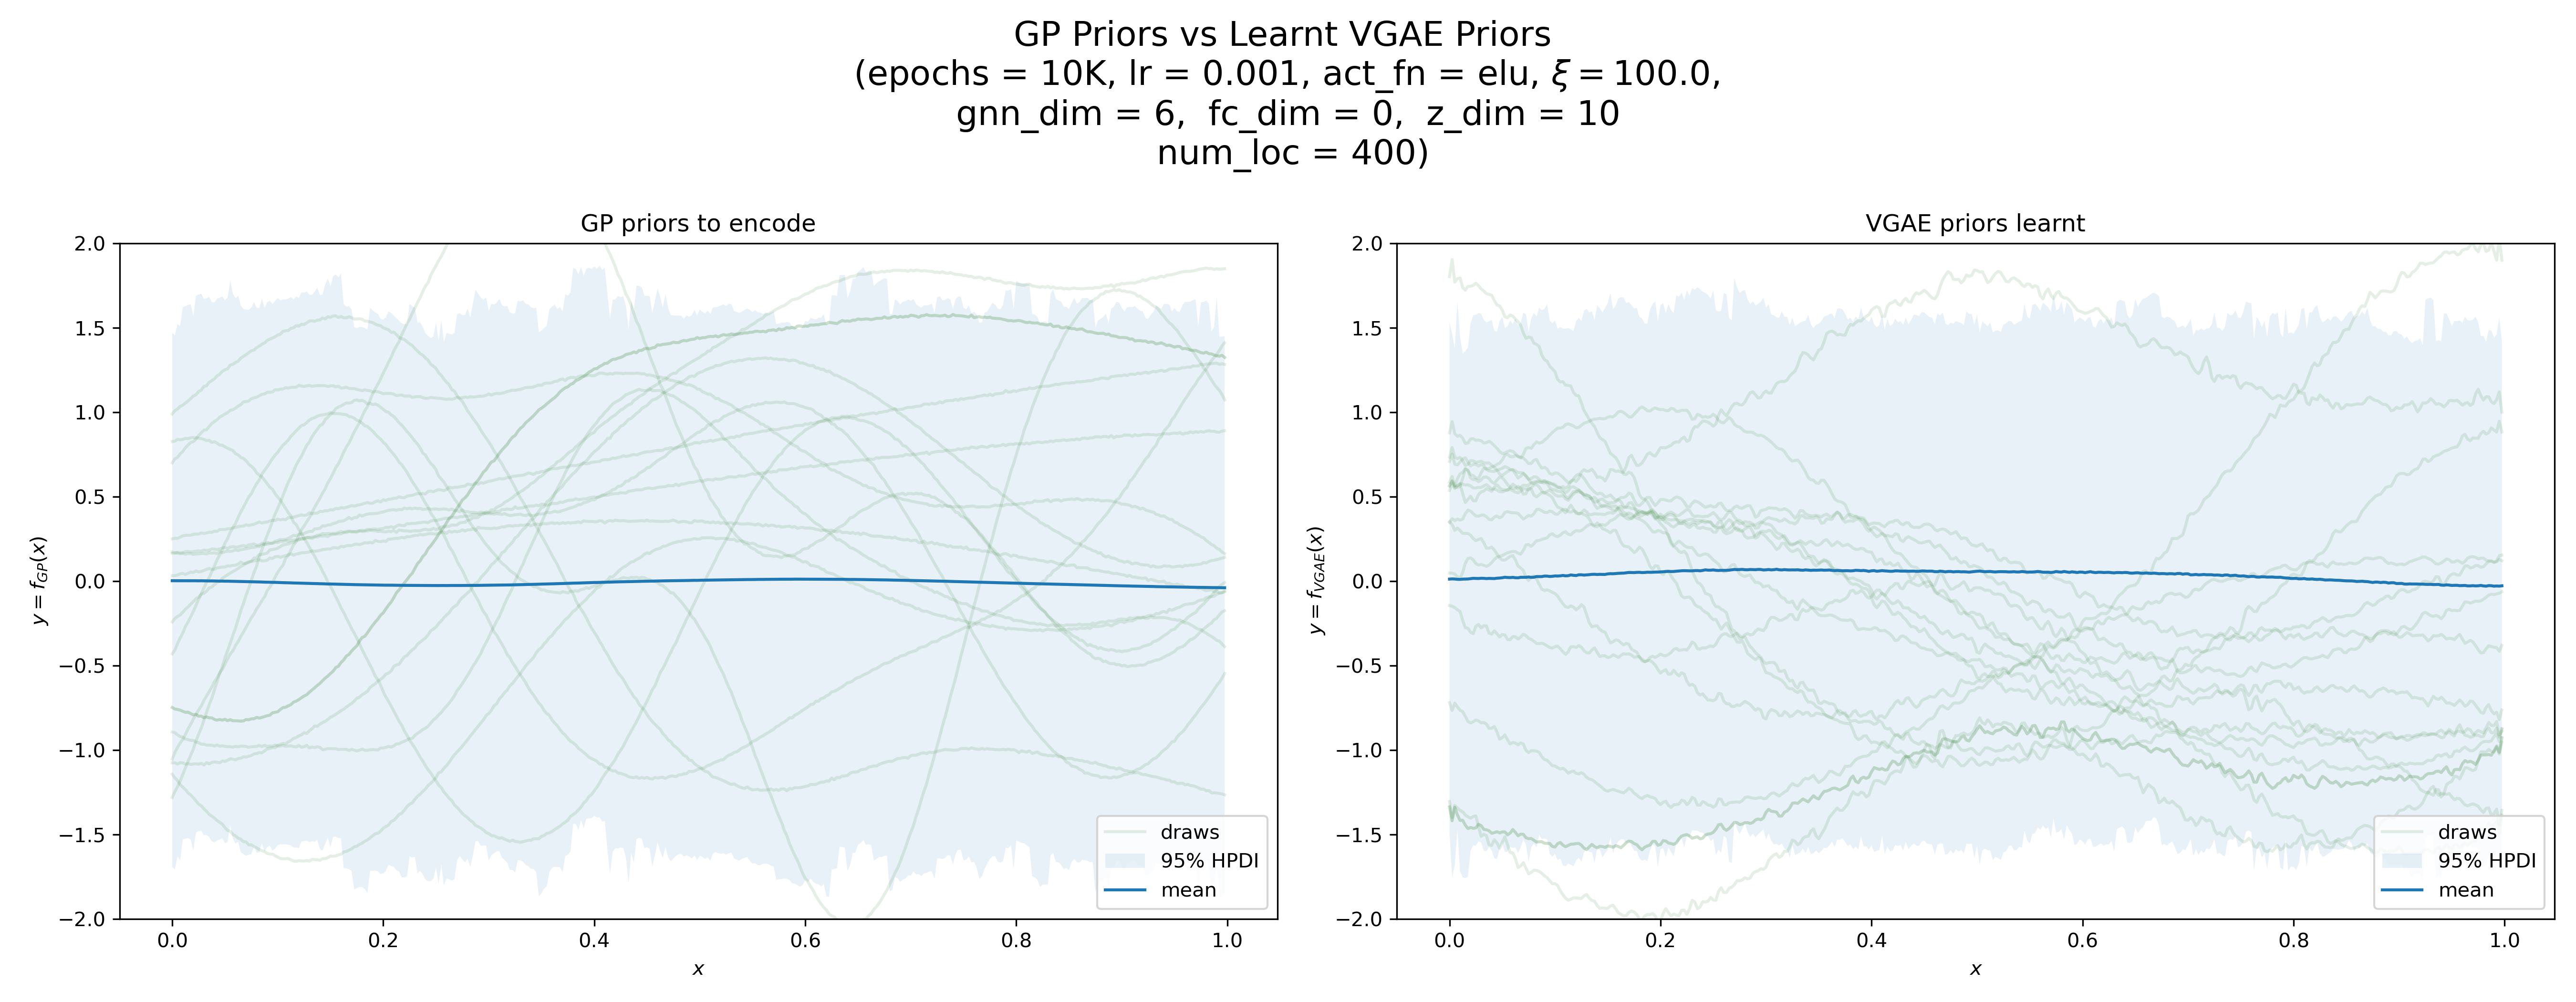 GP Priors vs Learnt VGAE Priors
(epochs = 10K, lr = 0.001, act_fn = elu, ξ = 100.0,
gnn_dim = 6,  fc_dim = 0,  z_dim = 10
num_loc = 400)
GP priors to encode
2.0
1.5
1.0
0.5
0.0
−0.5
−1.0
−1.5
−2.0
y = f_{GP}(x)
0.0 0.2 0.4 0.6 0.8 1.0
x
draws
95% HPDI
mean
VGAE priors learnt
2.0
1.5
1.0
0.5
0.0
−0.5
−1.0
−1.5
−2.0
y = f_{VGAE}(x)
0.0 0.2 0.4 0.6 0.8 1.0
x
draws
95% HPDI
mean